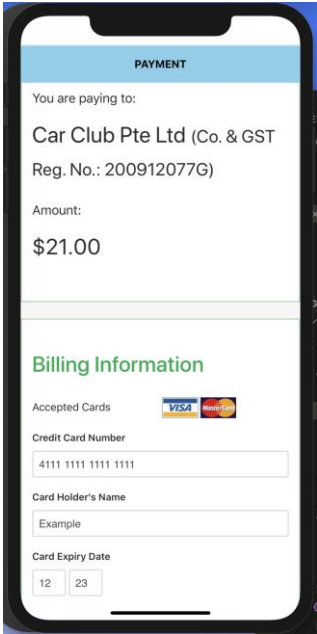 PAYMENT
You are paying to:
Car Club Pte Ltd (Co. & GST
Reg. No.: 200912077G)
Amount:
$21.00
Billing Information
Accepted Cards VISA MasterCard
Credit Card Number
4111 1111 1111 1111
Card Holder's Name
Example
Card Expiry Date
12 23